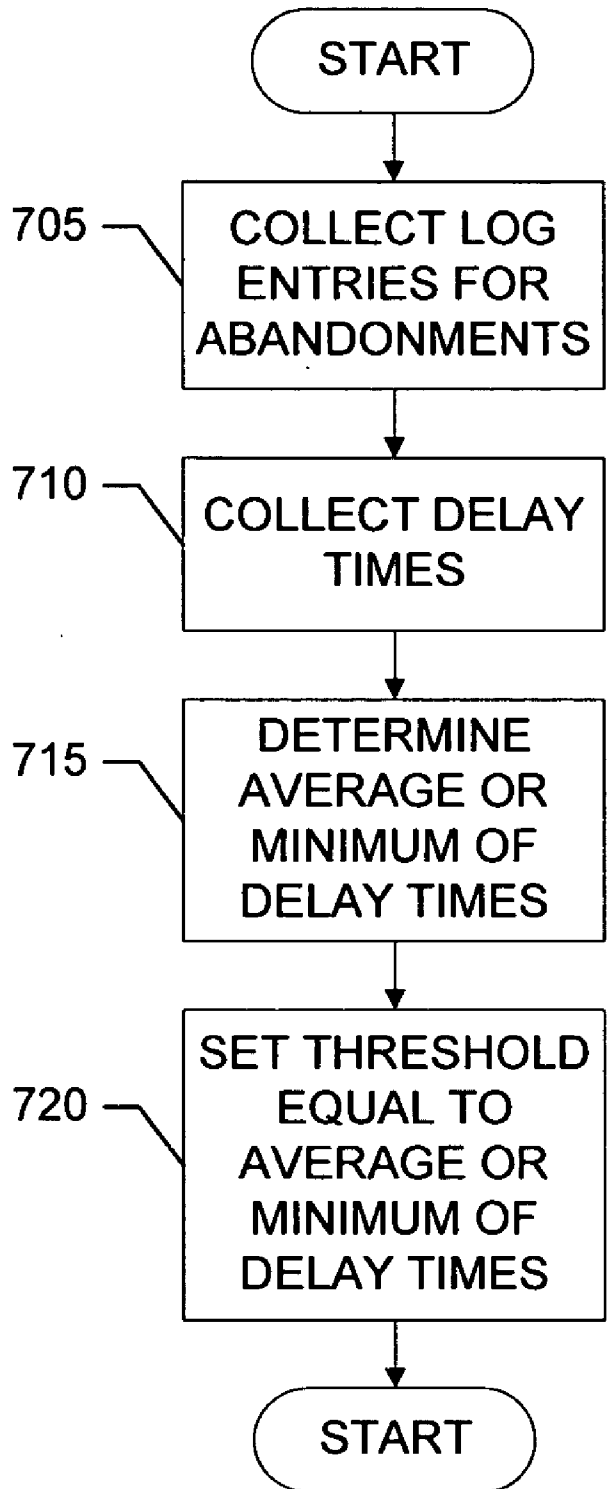 START
705
COLLECT LOG
ENTRIES FOR
ABANDONMENTS
710
COLLECT DELAY
TIMES
715
DETERMINE
AVERAGE OR
MINIMUM OF
DELAY TIMES
720
SET THRESHOLD
EQUAL TO
AVERAGE OR
MINIMUM OF
DELAY TIMES
START